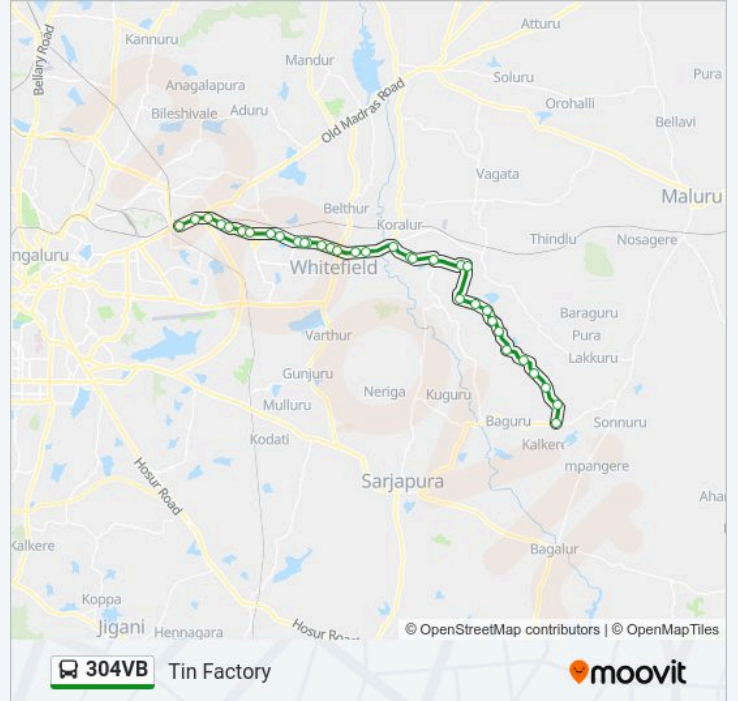 Kannuru
Atturu
Bellary Road
Mandur
Soluru
Pura
Anagalapura
Orohalli
Bileshivale
Aduru
Old Madras Road
Bellavi
Vagata
Maluru
Belthur
Koralur
ngaluru
Thindlu
Nosagere
Whitefield
Baraguru
Varthur
Pura
Lakkuru
Gunjuru
Neriga
Kuguru
Mulluru
Baguru
Sonnuru
Kodati
Kalkere
mpangere
Hosur Road
Sarjapura
Ahar
Kalkere
Bagalur
Koppa
Jigani
Hennagara
Hosur Road
© OpenStreetMap contributors | © OpenMapTiles
304VB Tin Factory
moovit